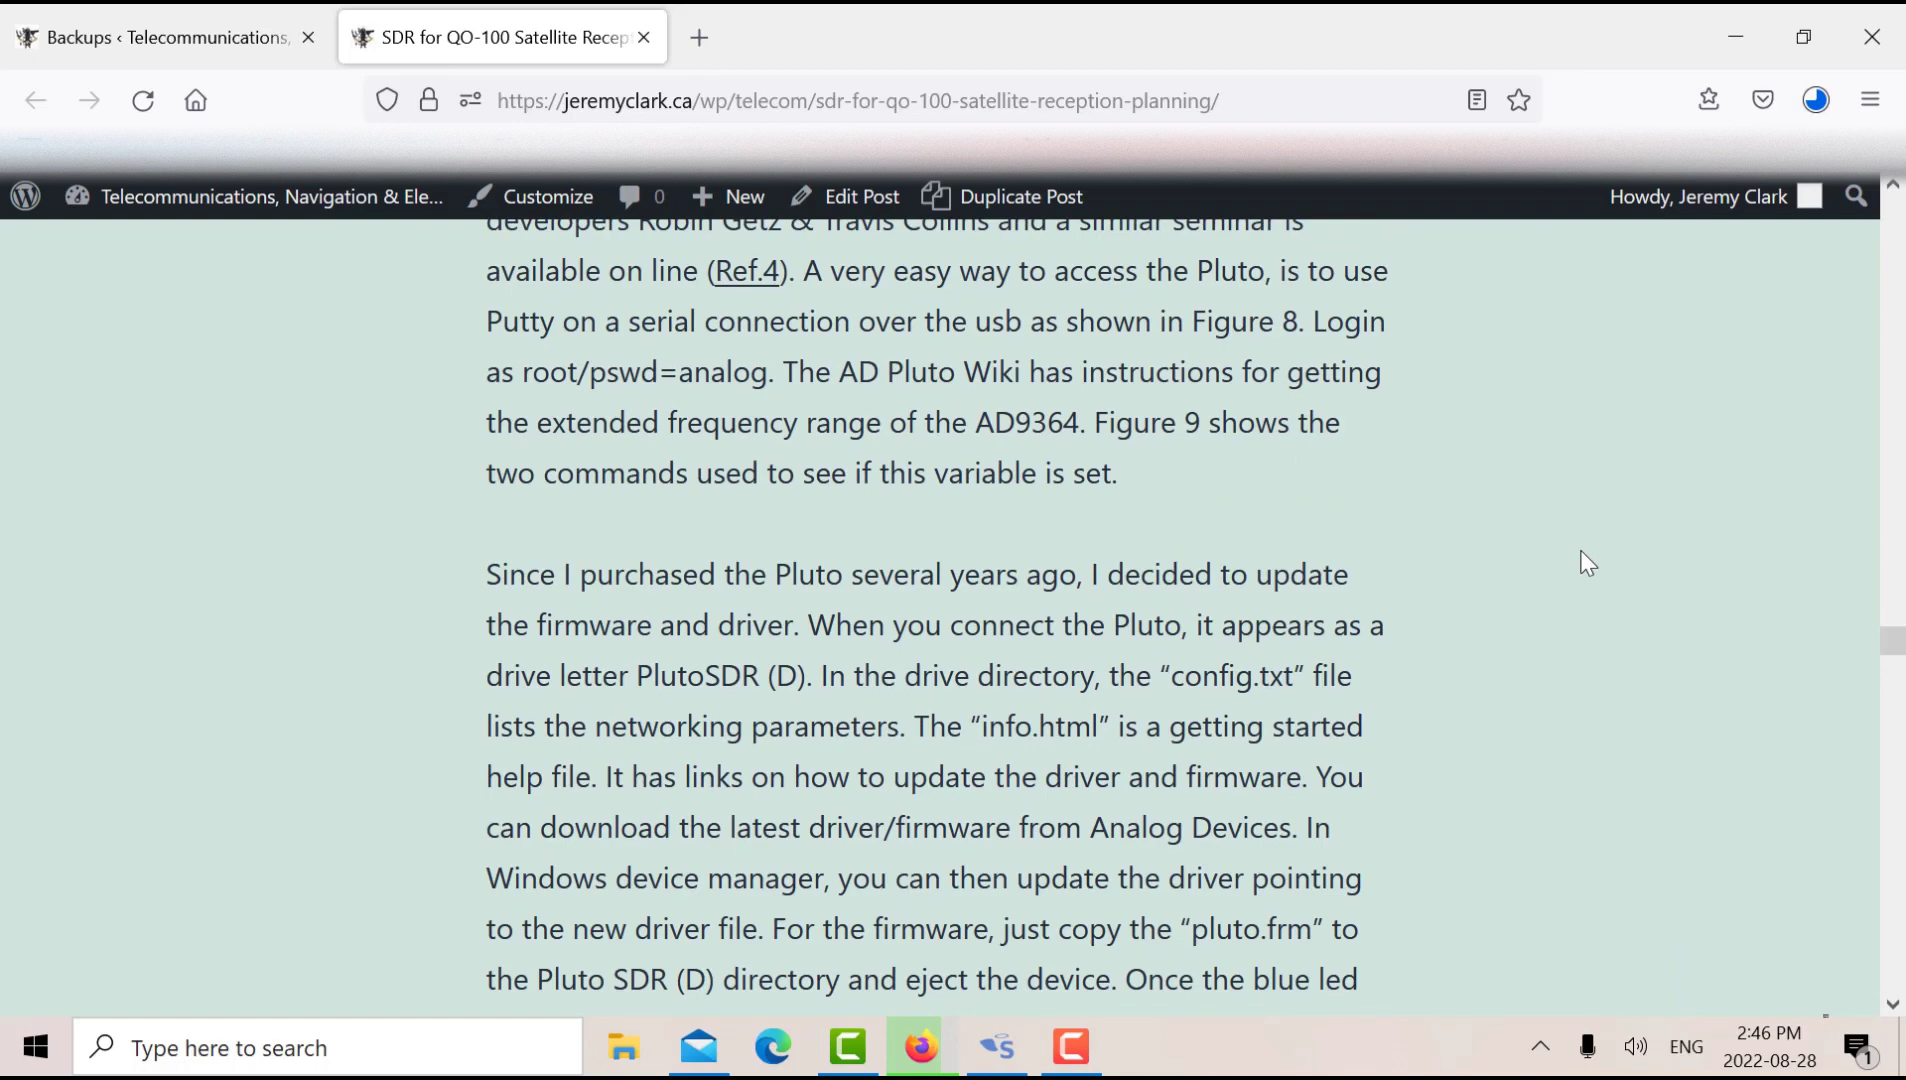 Backups ‹ Telecommunications,
SDR for QO-100 Satellite Recep
https://jeremyclark.ca/wp/telecom/sdr-for-qo-100-satellite-reception-planning/
Telecommunications, Navigation & Ele...
Customize
0
New
Edit Post
Duplicate Post
Howdy, Jeremy Clark
developers Robin Getz & Travis Collins and a similar seminar is
available on line (Ref.4). A very easy way to access the Pluto, is to use
Putty on a serial connection over the usb as shown in Figure 8. Login
as root/pswd=analog. The AD Pluto Wiki has instructions for getting
the extended frequency range of the AD9364. Figure 9 shows the
two commands used to see if this variable is set.
Since I purchased the Pluto several years ago, I decided to update
the firmware and driver. When you connect the Pluto, it appears as a
drive letter PlutoSDR (D). In the drive directory, the “config.txt” file
lists the networking parameters. The “info.html” is a getting started
help file. It has links on how to update the driver and firmware. You
can download the latest driver/firmware from Analog Devices. In
Windows device manager, you can then update the driver pointing
to the new driver file. For the firmware, just copy the “pluto.frm” to
the Pluto SDR (D) directory and eject the device. Once the blue led
Type here to search
ENG
2:46 PM
2022-08-28
1